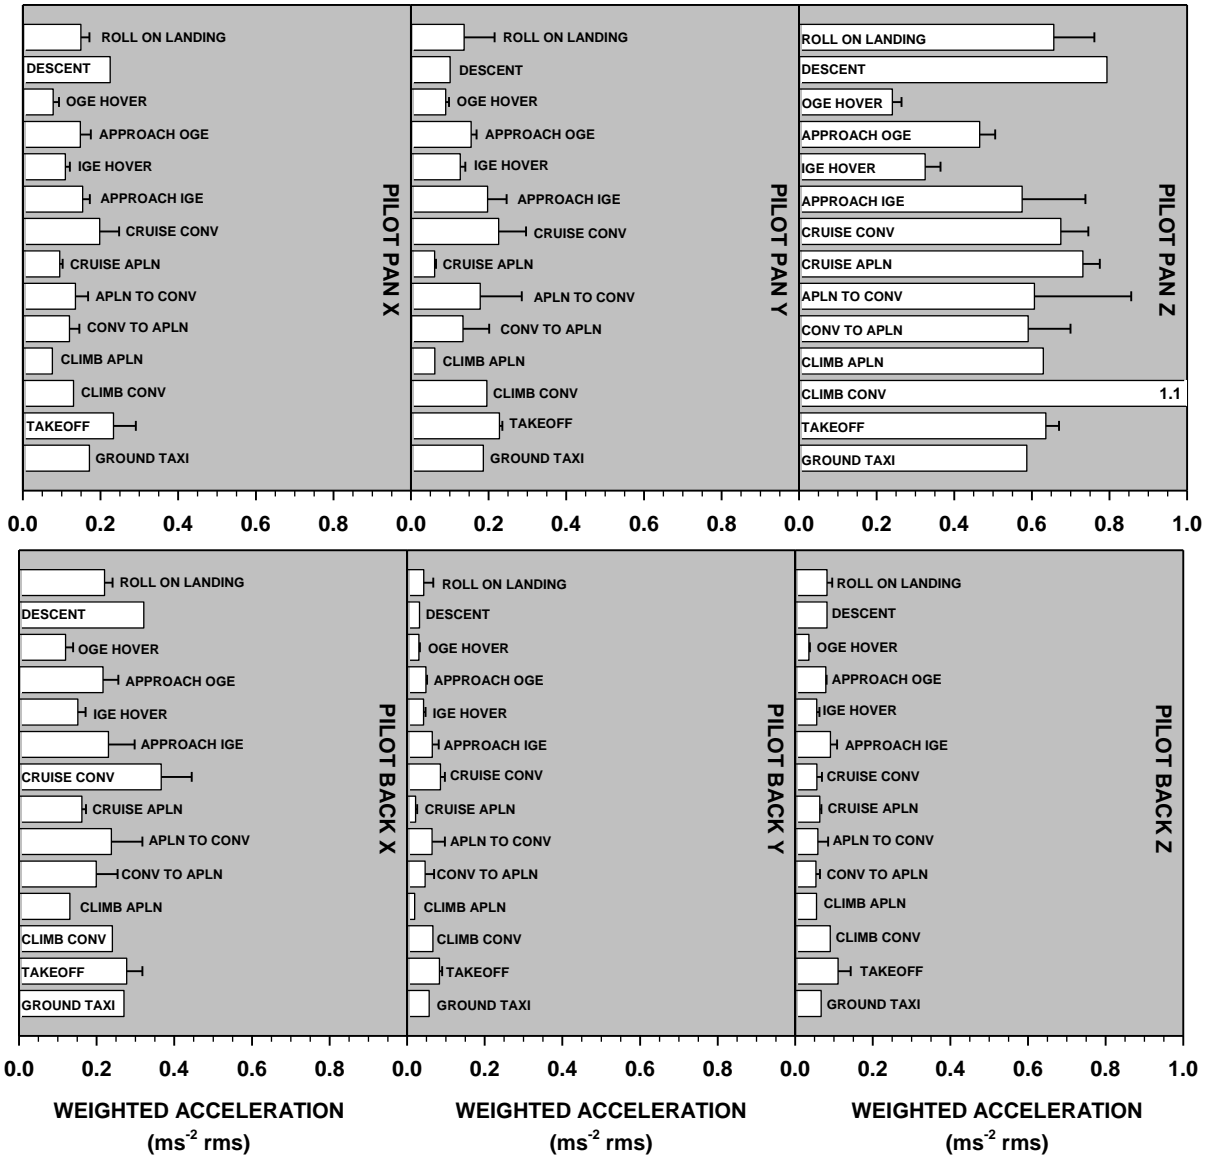 ROLL ON LANDING
DESCENT
OGE HOVER
APPROACH OGE
IGE HOVER
APPROACH IGE
CRUISE CONV
CRUISE APLN
APLN TO CONV
CONV TO APLN
CLIMB APLN
CLIMB CONV
TAKEOFF
GROUND TAXI
PILOT PAN X
ROLL ON LANDING
DESCENT
OGE HOVER
APPROACH OGE
IGE HOVER
APPROACH IGE
CRUISE CONV
CRUISE APLN
APLN TO CONV
CONV TO APLN
CLIMB APLN
CLIMB CONV
TAKEOFF
GROUND TAXI
PILOT PAN Y
ROLL ON LANDING
DESCENT
OGE HOVER
APPROACH OGE
IGE HOVER
APPROACH IGE
CRUISE CONV
CRUISE APLN
APLN TO CONV
CONV TO APLN
CLIMB APLN
CLIMB CONV 1.1
TAKEOFF
GROUND TAXI
PILOT PAN Z
0.0 0.2 0.4 0.6 0.8 0.0 0.2 0.4 0.6 0.8 0.0 0.2 0.4 0.6 0.8 1.0
ROLL ON LANDING
DESCENT
OGE HOVER
APPROACH OGE
IGE HOVER
APPROACH IGE
CRUISE CONV
CRUISE APLN
APLN TO CONV
CONV TO APLN
CLIMB APLN
CLIMB CONV
TAKEOFF
GROUND TAXI
PILOT BACK X
ROLL ON LANDING
DESCENT
OGE HOVER
APPROACH OGE
IGE HOVER
APPROACH IGE
CRUISE CONV
CRUISE APLN
APLN TO CONV
CONV TO APLN
CLIMB APLN
CLIMB CONV
TAKEOFF
GROUND TAXI
PILOT BACK Y
ROLL ON LANDING
DESCENT
OGE HOVER
APPROACH OGE
IGE HOVER
APPROACH IGE
CRUISE CONV
CRUISE APLN
APLN TO CONV
CONV TO APLN
CLIMB APLN
CLIMB CONV
TAKEOFF
GROUND TAXI
PILOT BACK Z
0.0 0.2 0.4 0.6 0.8 0.0 0.2 0.4 0.6 0.8 0.0 0.2 0.4 0.6 0.8 1.0
WEIGHTED ACCELERATION
(ms⁻² rms)
WEIGHTED ACCELERATION
(ms⁻² rms)
WEIGHTED ACCELERATION
(ms⁻² rms)